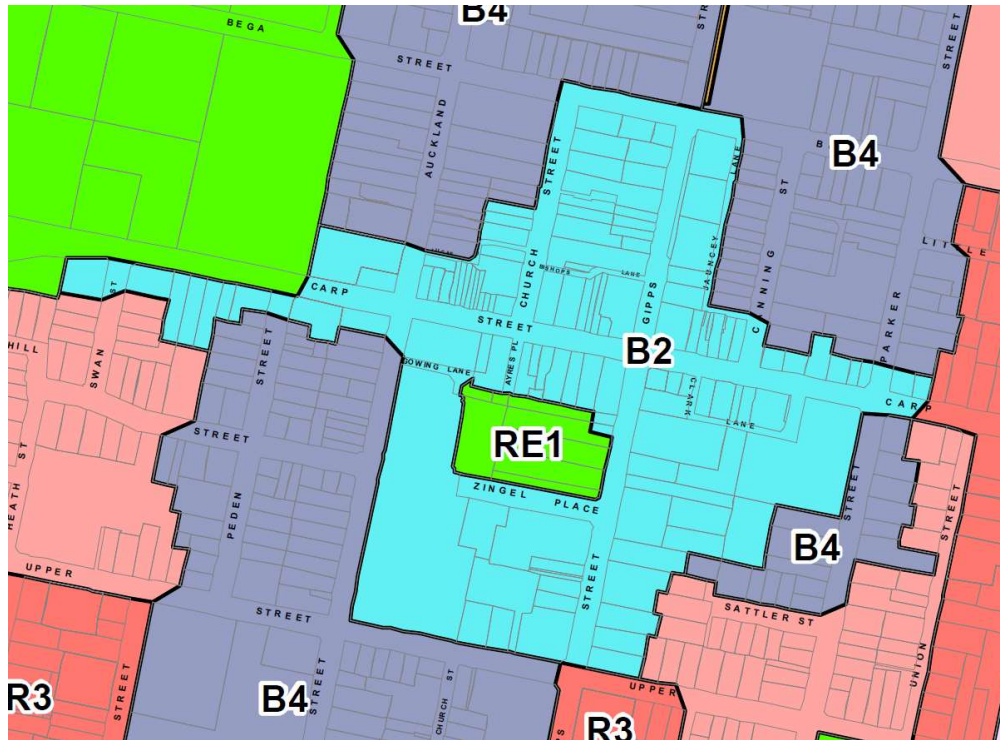 B4
STREET
STR
BEGA
STREET
AUCKLAND
STREET
B
B4
LANE
ST
LITTLE
CHURCH
BISHOPS LANE
JAUNCEY
CANNING
GIPPS
PARKER
ST
CARP
STREET
B2
HILL
SWAN
STREET
GOWING LANE
AYRES PL
CLARK
LANE
CARP
RE1
STREET
HEATH ST
PEDEN
ZINGEL PLACE
STREET
B4
STREET
UPPER
STREET
STREET
SATTLER ST
UNION
R3
STREET
B4
STREET
CHURCH ST
UPPER
R3